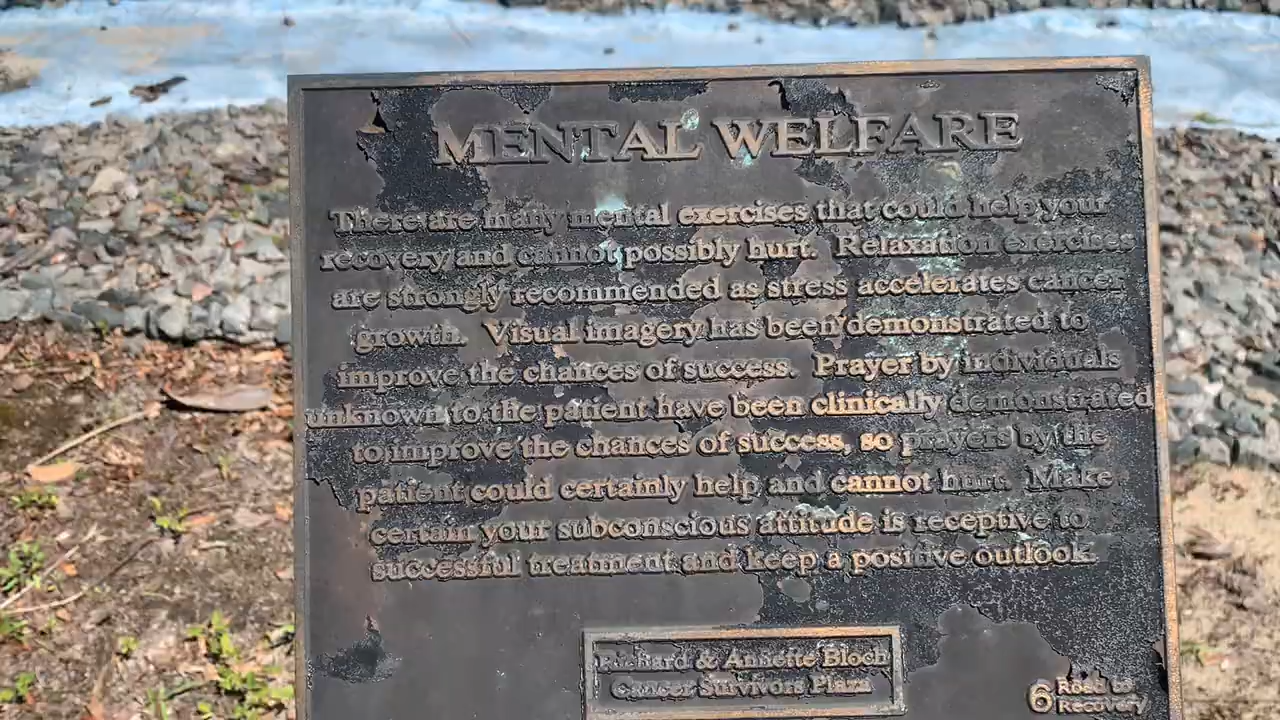 MENTAL WELFARE
There are many mental exercises that could help your
recovery and cannot possibly hurt. Relaxation exercises
are strongly recommended as stress accelerates cancer
growth. Visual imagery has been demonstrated to
improve the chances of success. Prayer by individuals
unknown to the patient have been clinically demonstrated
to improve the chances of success, so prayers by the
patient could certainly help and cannot hurt. Make
certain your subconscious attitude is receptive to
successful treatment and keep a positive outlook.
Richard & Annette Bloch
Cancer Survivors Plaza
6 Road to
Recovery